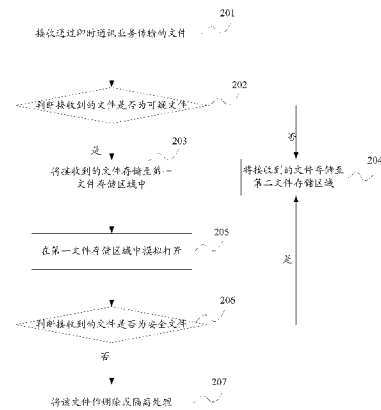 201
接收通过即时通讯业务传输的文件
202
判断接收到的文件是否为可疑文件
是
否
203
将接收到的文件存储至第一
文件存储区域中
将接收到的文件存储至
第二文件存储区域
204
205
在第一文件存储区域中模拟打开
是
206
判断接收到的文件是否为安全文件
否
207
将该文件作删除或隔离处理